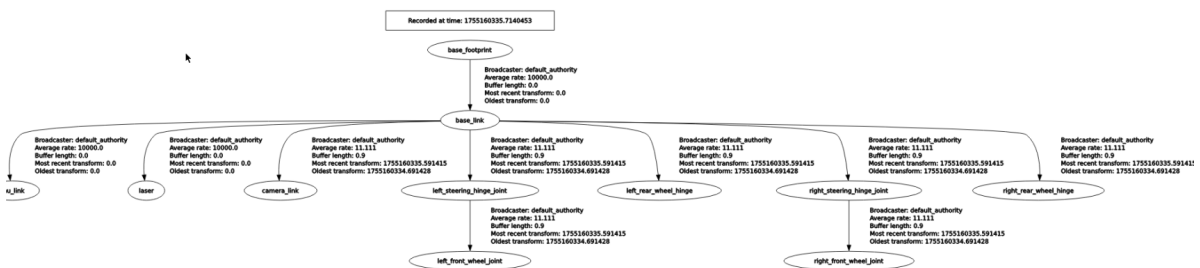 Recorded at time: 1755160335.7140453
base_footprint
Broadcaster: default_authority
Average rate: 10000.0
Buffer length: 0.0
Most recent transform: 0.0
Oldest transform: 0.0
base_link
Broadcaster: default_authority
Average rate: 10000.0
Buffer length: 0.0
Most recent transform: 0.0
Oldest transform: 0.0
Broadcaster: default_authority
Average rate: 10000.0
Buffer length: 0.0
Most recent transform: 0.0
Oldest transform: 0.0
Broadcaster: default_authority
Average rate: 11.111
Buffer length: 0.9
Most recent transform: 1755160335.591415
Oldest transform: 1755160334.691428
Broadcaster: default_authority
Average rate: 11.111
Buffer length: 0.9
Most recent transform: 1755160335.591415
Oldest transform: 1755160334.691428
Broadcaster: default_authority
Average rate: 11.111
Buffer length: 0.9
Most recent transform: 1755160335.591415
Oldest transform: 1755160334.691428
Broadcaster: default_authority
Average rate: 11.111
Buffer length: 0.9
Most recent transform: 1755160335.591415
Oldest transform: 1755160334.691428
Broadcaster: default_authority
Average rate: 11.111
Buffer length: 0.9
Most recent transform: 1755160335.591415
Oldest transform: 1755160334.691428
u_link
laser
camera_link
left_steering_hinge_joint
left_rear_wheel_hinge
right_steering_hinge_joint
right_rear_wheel_hinge
Broadcaster: default_authority
Average rate: 11.111
Buffer length: 0.9
Most recent transform: 1755160335.591415
Oldest transform: 1755160334.691428
Broadcaster: default_authority
Average rate: 11.111
Buffer length: 0.9
Most recent transform: 1755160335.591415
Oldest transform: 1755160334.691428
left_front_wheel_joint
right_front_wheel_joint